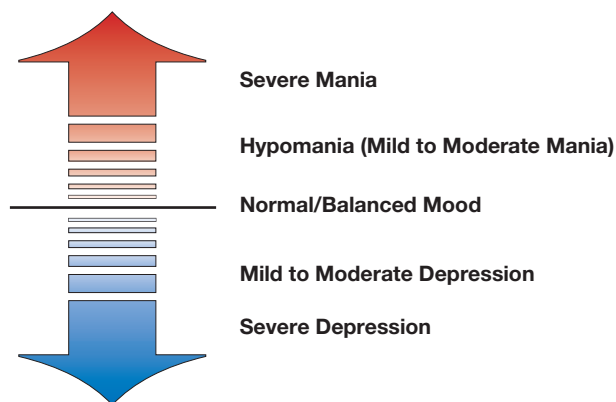 Severe Mania
Hypomania (Mild to Moderate Mania)
Normal/Balanced Mood
Mild to Moderate Depression
Severe Depression